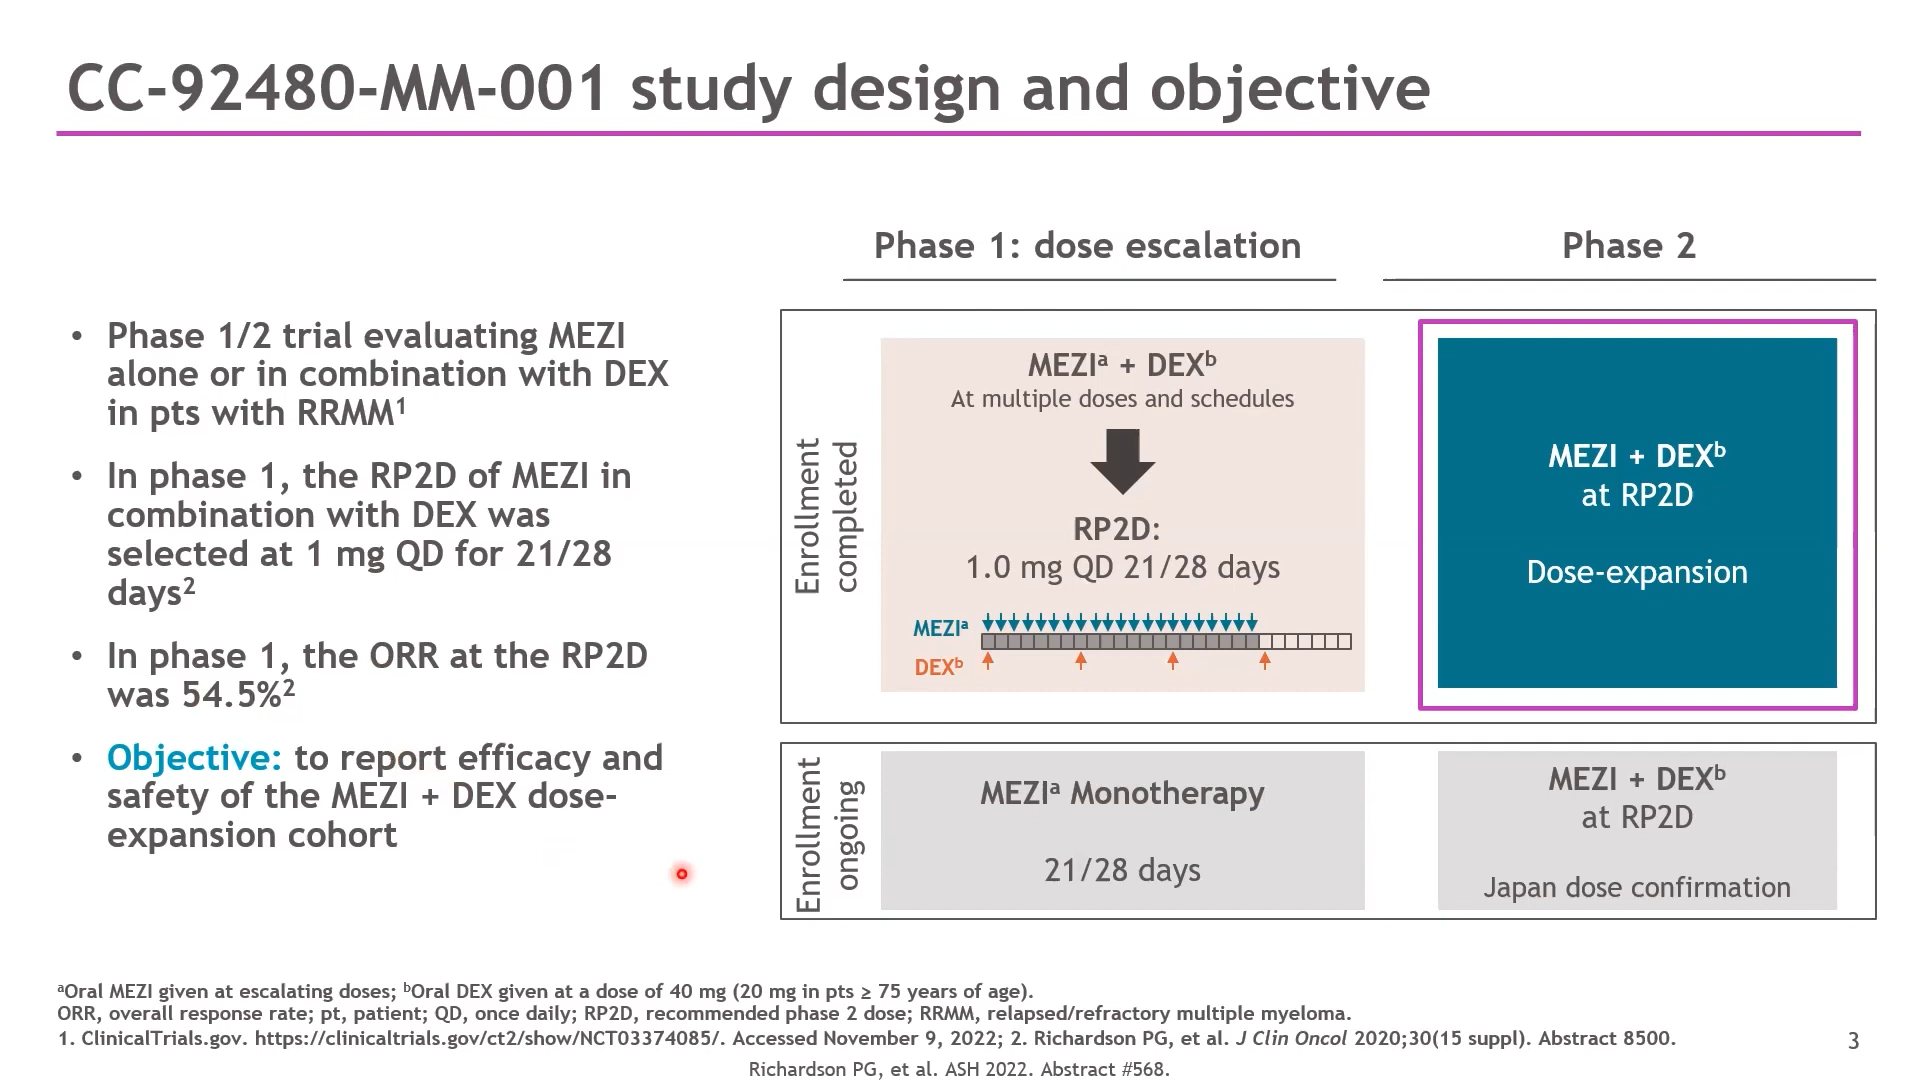 CC-92480-MM-001 study design and objective
• Phase 1/2 trial evaluating MEZI
alone or in combination with DEX
in pts with RRMM¹
• In phase 1, the RP2D of MEZI in
combination with DEX was
selected at 1 mg QD for 21/28
days²
• In phase 1, the ORR at the RP2D
was 54.5%²
• Objective: to report efficacy and
safety of the MEZI + DEX dose-
expansion cohort
Phase 1: dose escalation
Phase 2
Enrollment
completed
MEZIᵃ + DEXᵇ
At multiple doses and schedules
RP2D:
1.0 mg QD 21/28 days
MEZIᵃ
DEXᵇ
MEZI + DEXᵇ
at RP2D
Dose-expansion
Enrollment
ongoing
MEZIᵃ Monotherapy
21/28 days
MEZI + DEXᵇ
at RP2D
Japan dose confirmation
ᵃOral MEZI given at escalating doses; ᵇOral DEX given at a dose of 40 mg (20 mg in pts ≥ 75 years of age).
ORR, overall response rate; pt, patient; QD, once daily; RP2D, recommended phase 2 dose; RRMM, relapsed/refractory multiple myeloma.
1. ClinicalTrials.gov. https://clinicaltrials.gov/ct2/show/NCT03374085/. Accessed November 9, 2022; 2. Richardson PG, et al. J Clin Oncol 2020;30(15 suppl). Abstract 8500.
3
Richardson PG, et al. ASH 2022. Abstract #568.